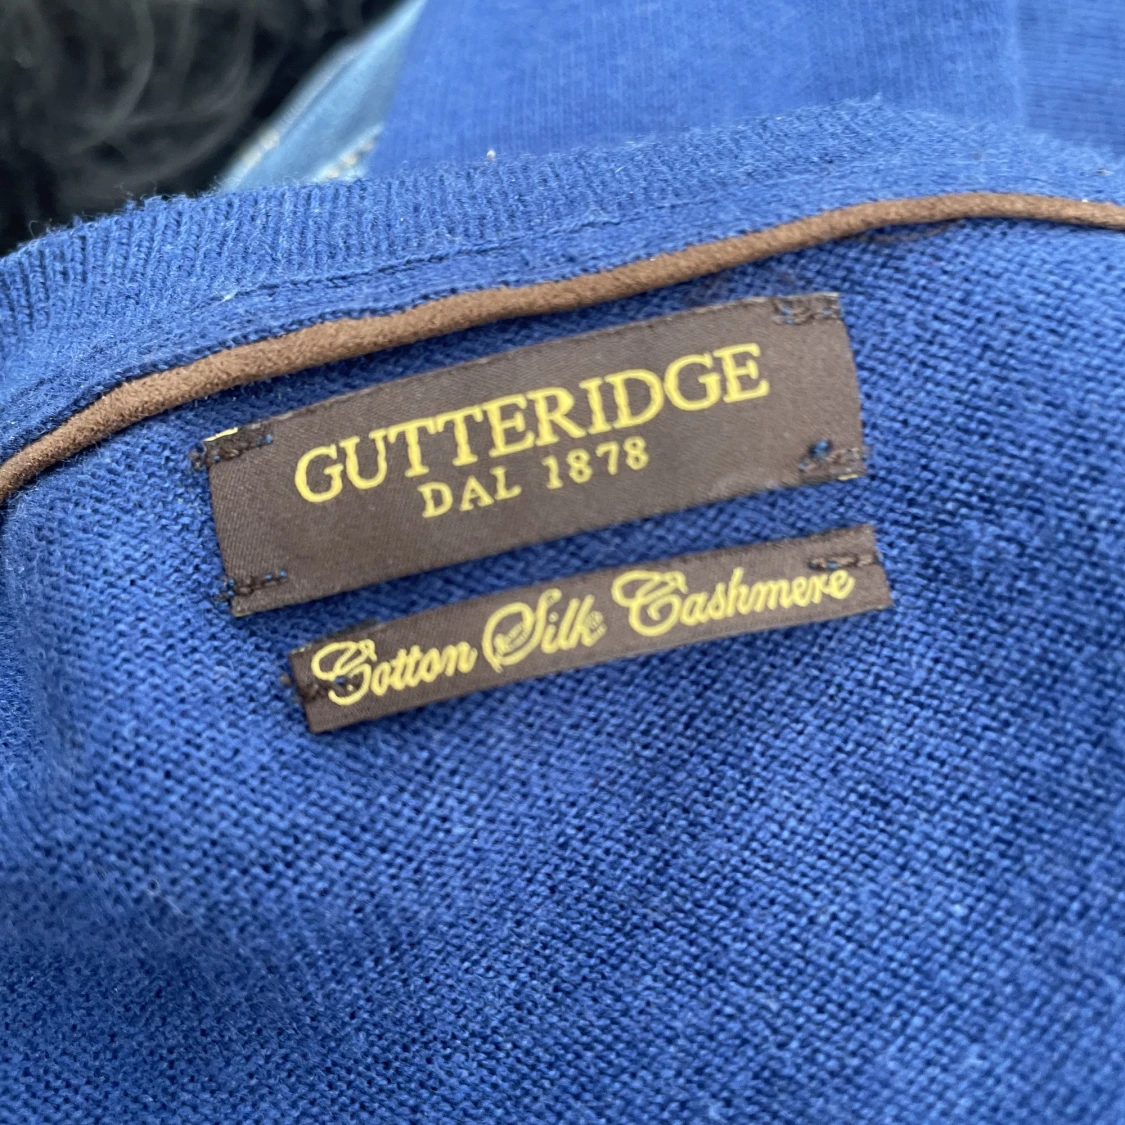 GUTTERIDGE
DAL 1878
Cotton Silk Cashmere